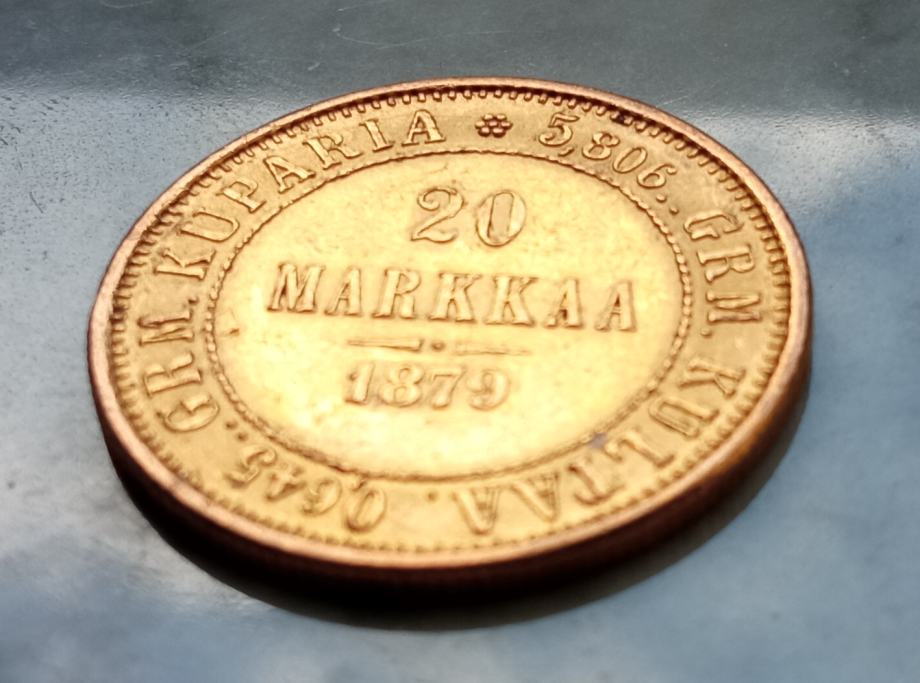 5,806.. GRM. KULTAA. 0,645.. GRM. KUPARIA
20
MARKKAA
1879